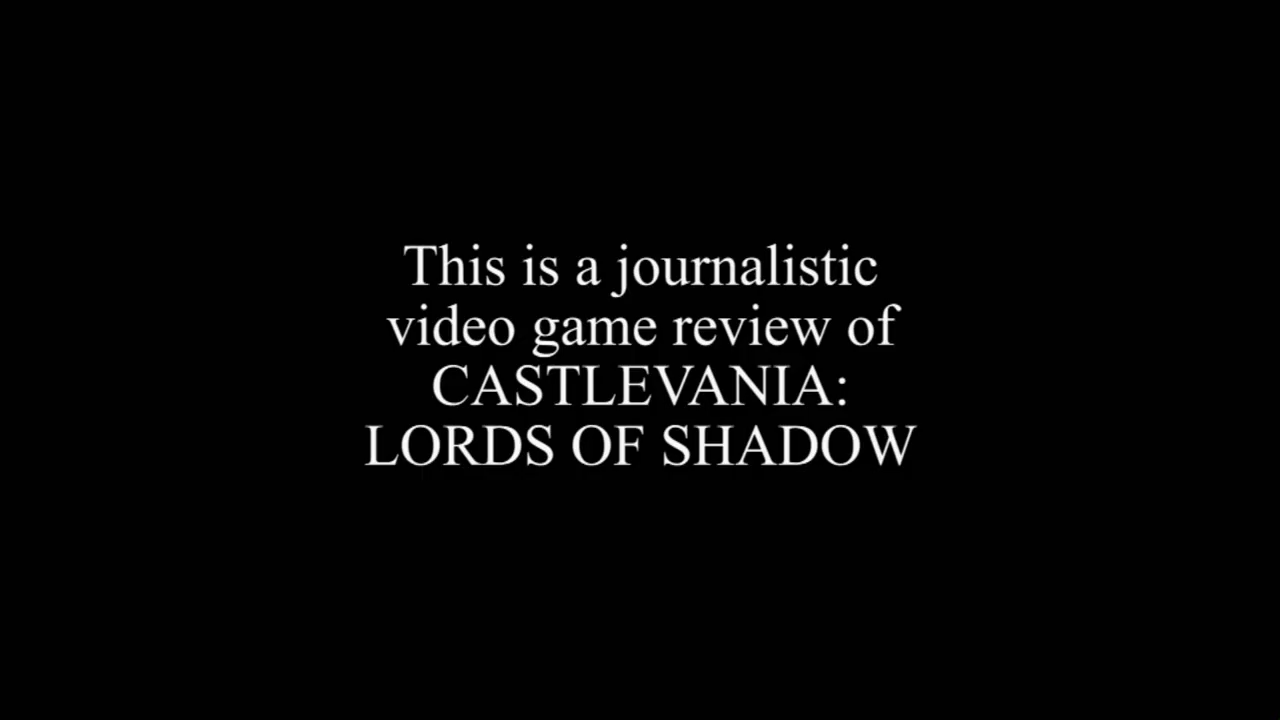 This is a journalistic
video game review of
CASTLEVANIA:
LORDS OF SHADOW